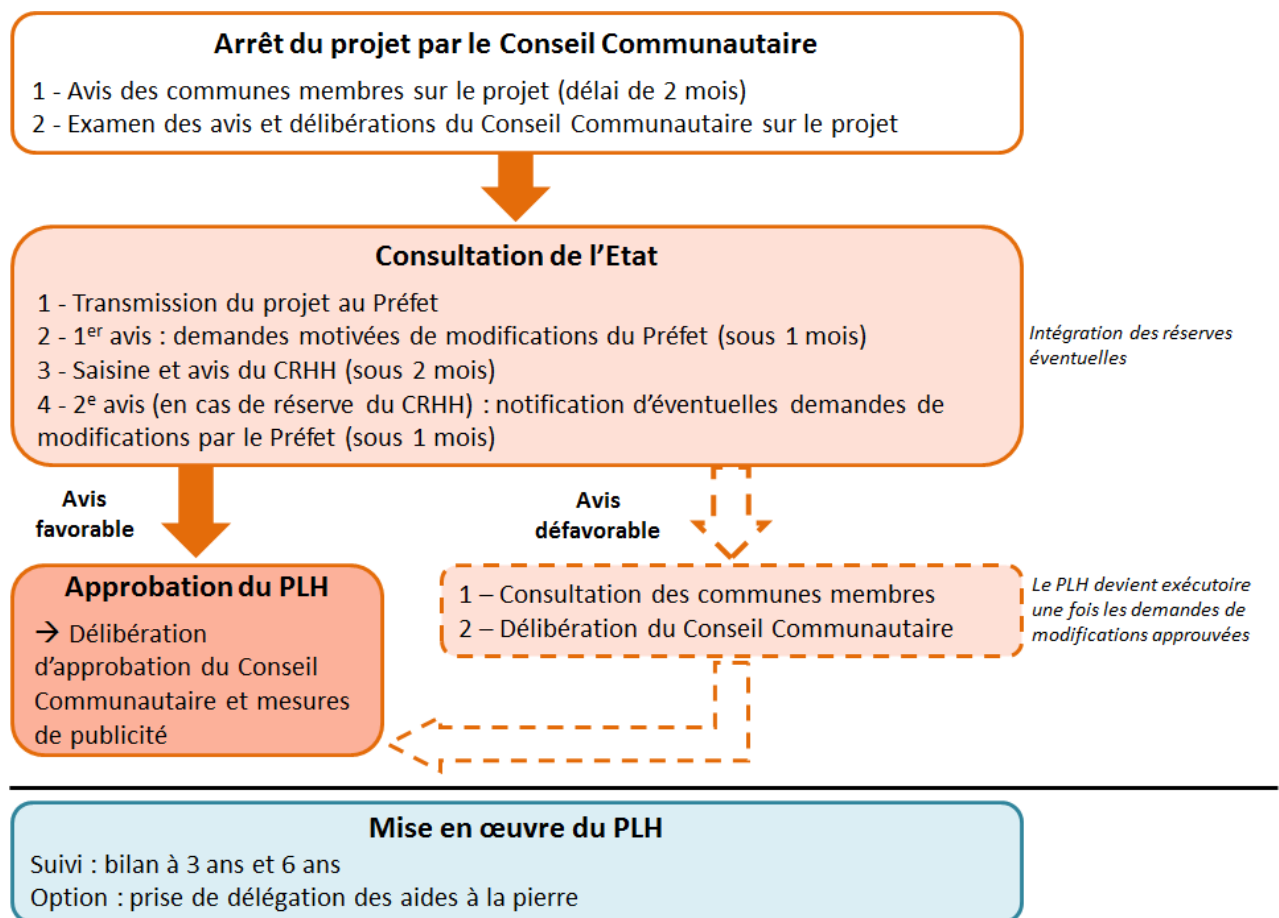 Arrêt du projet par le Conseil Communautaire
1 - Avis des communes membres sur le projet (délai de 2 mois)
2 - Examen des avis et délibérations du Conseil Communautaire sur le projet
Consultation de l'Etat
1 - Transmission du projet au Préfet
2 - 1er avis : demandes motivées de modifications du Préfet (sous 1 mois)
3 - Saisine et avis du CRHH (sous 2 mois)
4 - 2e avis (en cas de réserve du CRHH) : notification d'éventuelles demandes de
modifications par le Préfet (sous 1 mois)
Intégration des réserves
éventuelles
Avis
favorable
Avis
défavorable
Approbation du PLH
→ Délibération
d'approbation du Conseil
Communautaire et mesures
de publicité
1 – Consultation des communes membres
2 – Délibération du Conseil Communautaire
Le PLH devient exécutoire
une fois les demandes de
modifications approuvées
Mise en œuvre du PLH
Suivi : bilan à 3 ans et 6 ans
Option : prise de délégation des aides à la pierre